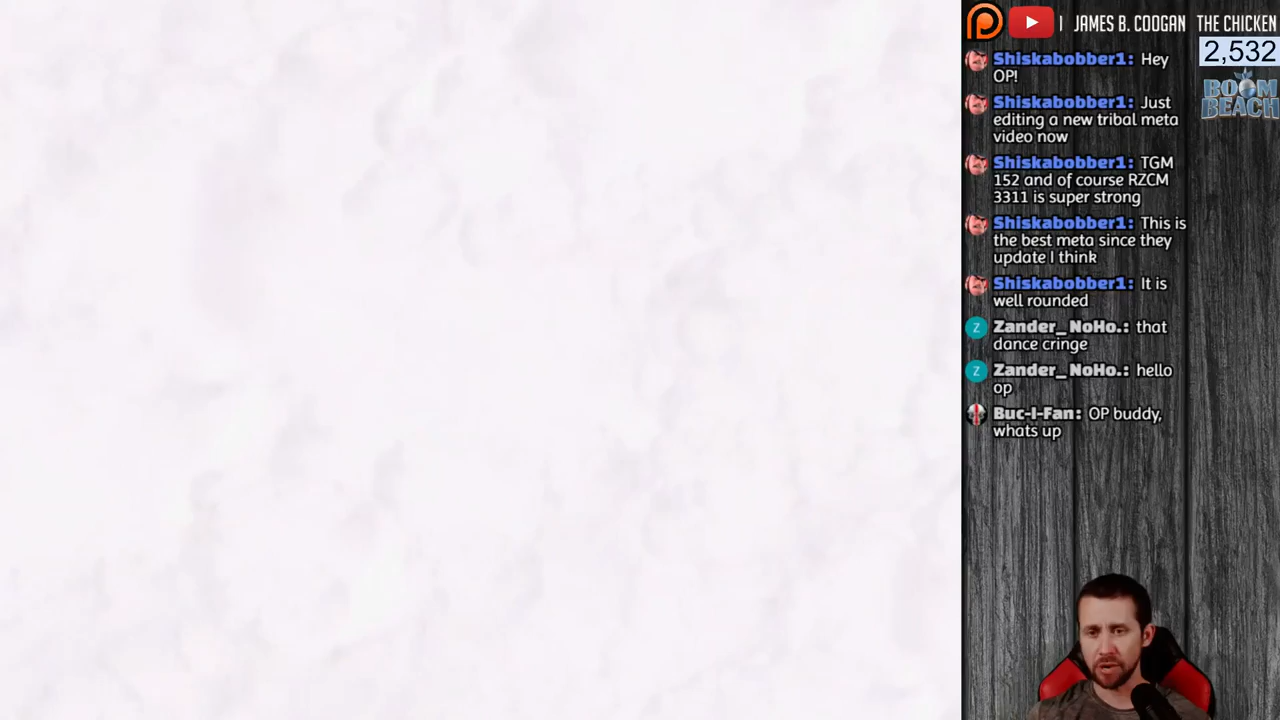 | JAMES B. COOGAN THE CHICKEN
2,532
BOOM
BEACH
Shiskabobber1: Hey
OP!
Shiskabobber1: Just
editing a new tribal meta
video now
Shiskabobber1: TGM
152 and of course RZCM
3311 is super strong
Shiskabobber1: This is
the best meta since they
update I think
Shiskabobber1: It is
well rounded
Z
Zander_NoHo.: that
dance cringe
Z
Zander_NoHo.: hello
op
Buc-I-Fan: OP buddy,
whats up